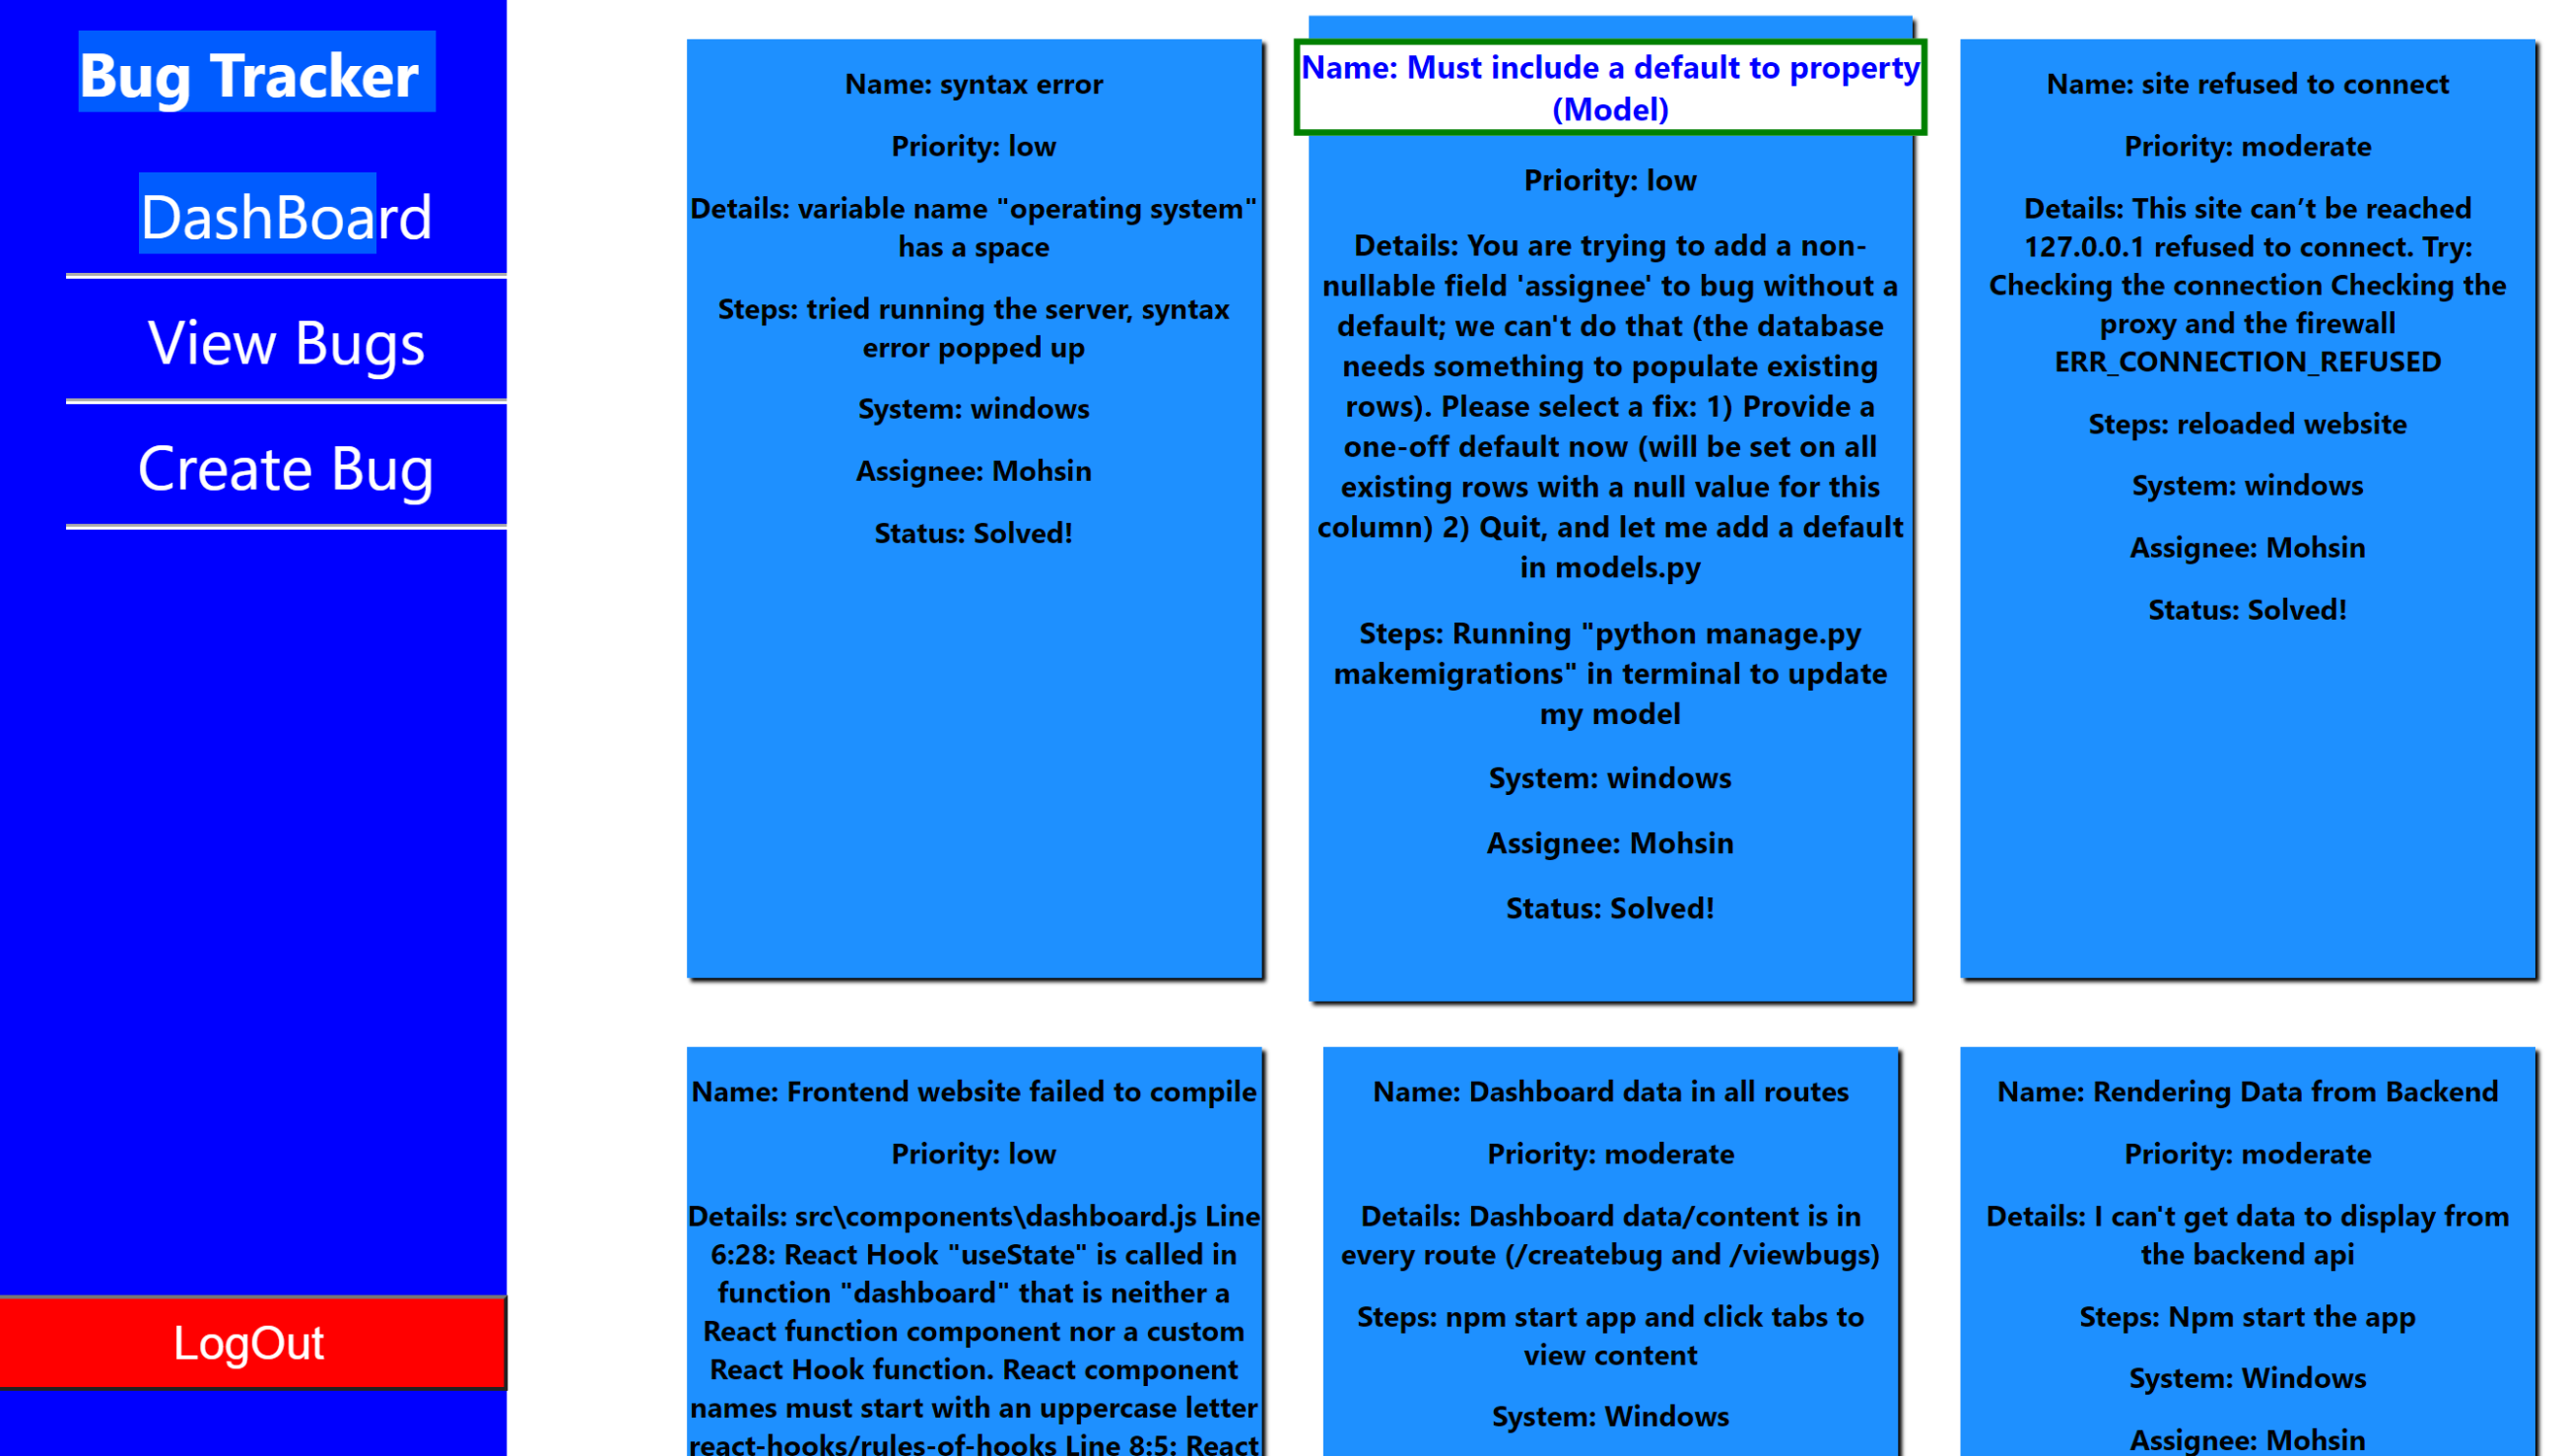 Bug Tracker
DashBoard
View Bugs
Create Bug
LogOut
Name: syntax error
Priority: low
Details: variable name "operating system"
has a space
Steps: tried running the server, syntax
error popped up
System: windows
Assignee: Mohsin
Status: Solved!
Name: Must include a default to property
(Model)
Priority: low
Details: You are trying to add a non-
nullable field 'assignee' to bug without a
default; we can't do that (the database
needs something to populate existing
rows). Please select a fix: 1) Provide a
one-off default now (will be set on all
existing rows with a null value for this
column) 2) Quit, and let me add a default
in models.py
Steps: Running "python manage.py
makemigrations" in terminal to update
my model
System: windows
Assignee: Mohsin
Status: Solved!
Name: site refused to connect
Priority: moderate
Details: This site can’t be reached
127.0.0.1 refused to connect. Try:
Checking the connection Checking the
proxy and the firewall
ERR_CONNECTION_REFUSED
Steps: reloaded website
System: windows
Assignee: Mohsin
Status: Solved!
Name: Frontend website failed to compile
Priority: low
Details: src\components\dashboard.js Line
6:28: React Hook "useState" is called in
function "dashboard" that is neither a
React function component nor a custom
React Hook function. React component
names must start with an uppercase letter
react-hooks/rules-of-hooks Line 8:5: React
Name: Dashboard data in all routes
Priority: moderate
Details: Dashboard data/content is in
every route (/createbug and /viewbugs)
Steps: npm start app and click tabs to
view content
System: Windows
Name: Rendering Data from Backend
Priority: moderate
Details: I can't get data to display from
the backend api
Steps: Npm start the app
System: Windows
Assignee: Mohsin